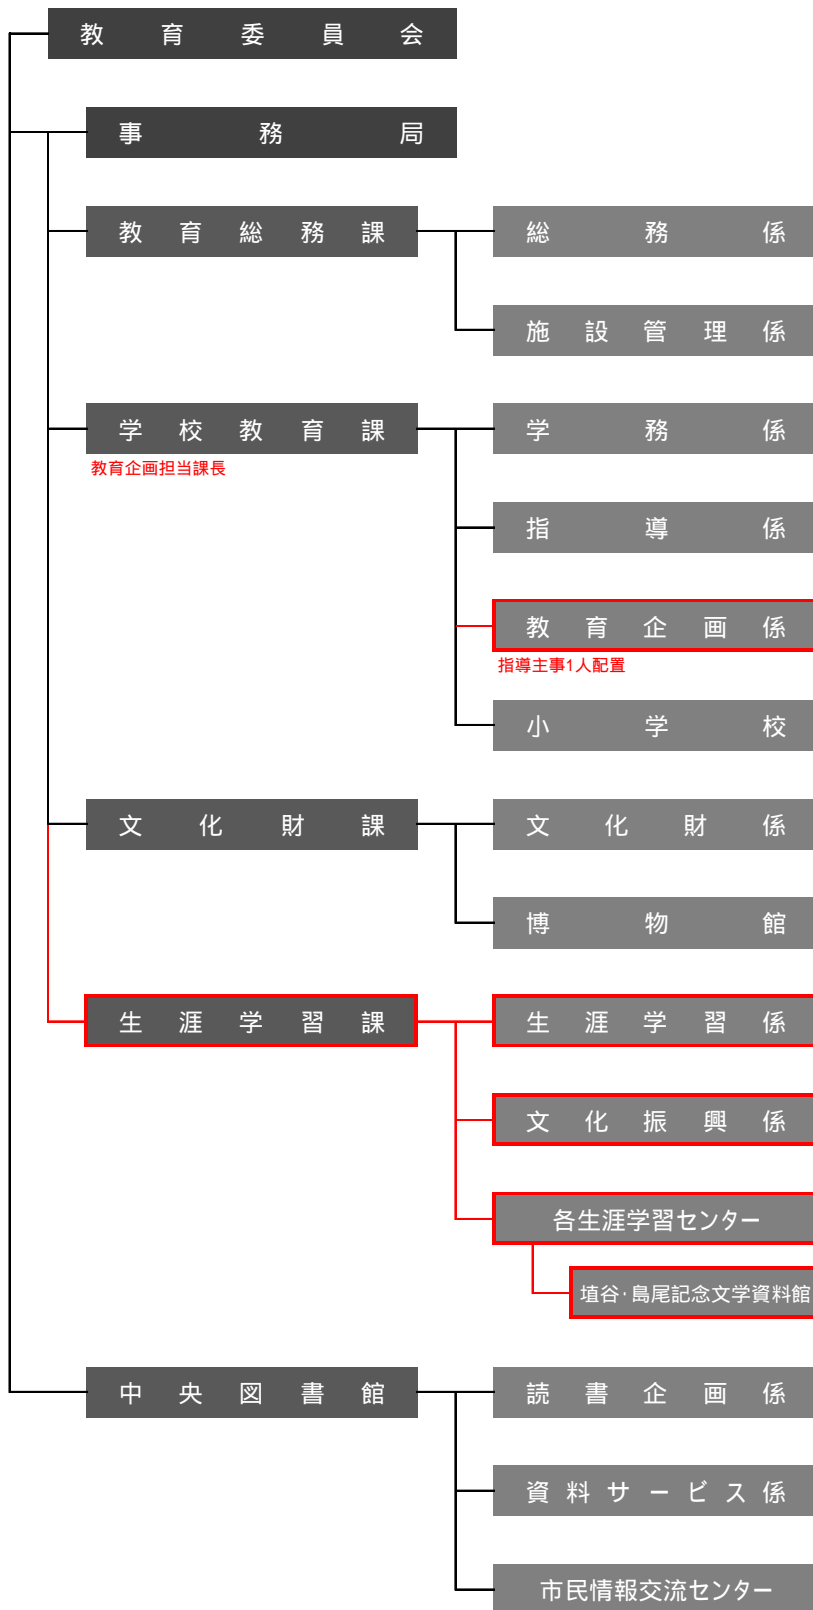 教育委員会
事務局
教育総務課
総務係
施設管理係
学校教育課
教育企画担当課長
学務係
指導係
教育企画係
指導主事1人配置
小学校
文化財課
文化財係
博物館
生涯学習課
生涯学習係
文化振興係
各生涯学習センター
埴谷・島尾記念文学資料館
中央図書館
読書企画係
資料サービス係
市民情報交流センター